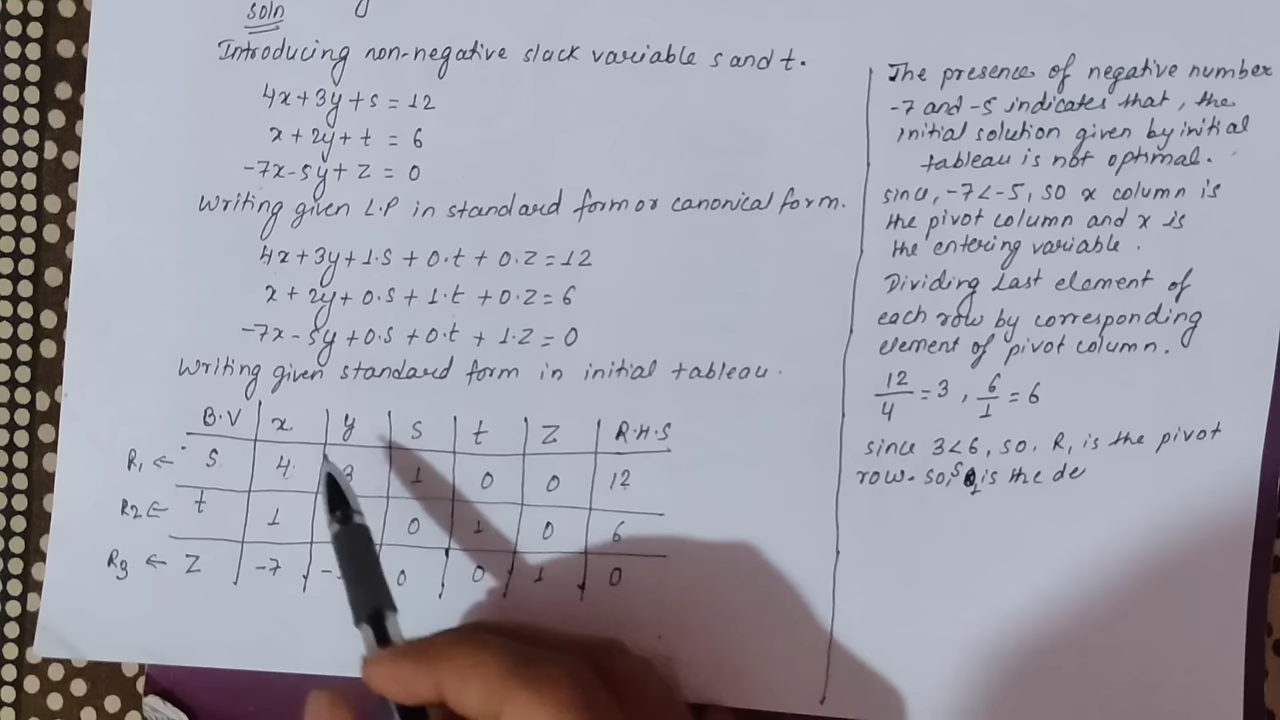 soln
Introducing non-negative slack variable s and t.
4x+3y+s = 12
x + 2y + t = 6
-7x-5y+z = 0
Writing given L.P in standard form or canonical form.
4x+3y+1.s + 0.t + 0.z = 12
x + 2y + 0.s + 1.t + 0.z = 6
-7x-5y+0.s + 0.t + 1.z = 0
Writing given standard form in initial tableau.
B.V x y s t z R.H.S
R1 ← s 4 3 1 0 0 12
R2 ← t 1 0 1 0 6
R3 ← z -7 0 0 1 0
The presence of negative number
-7 and -5 indicates that, the
initial solution given by initial
tableau is not optimal.
since, -7<-5, so x column is
the pivot column and x is
the entering variable.
Dividing Last element of
each row by corresponding
element of pivot column.
12/4 = 3, 6/1 = 6
since 3<6, so, R1 is the pivot
row. so, s is the de